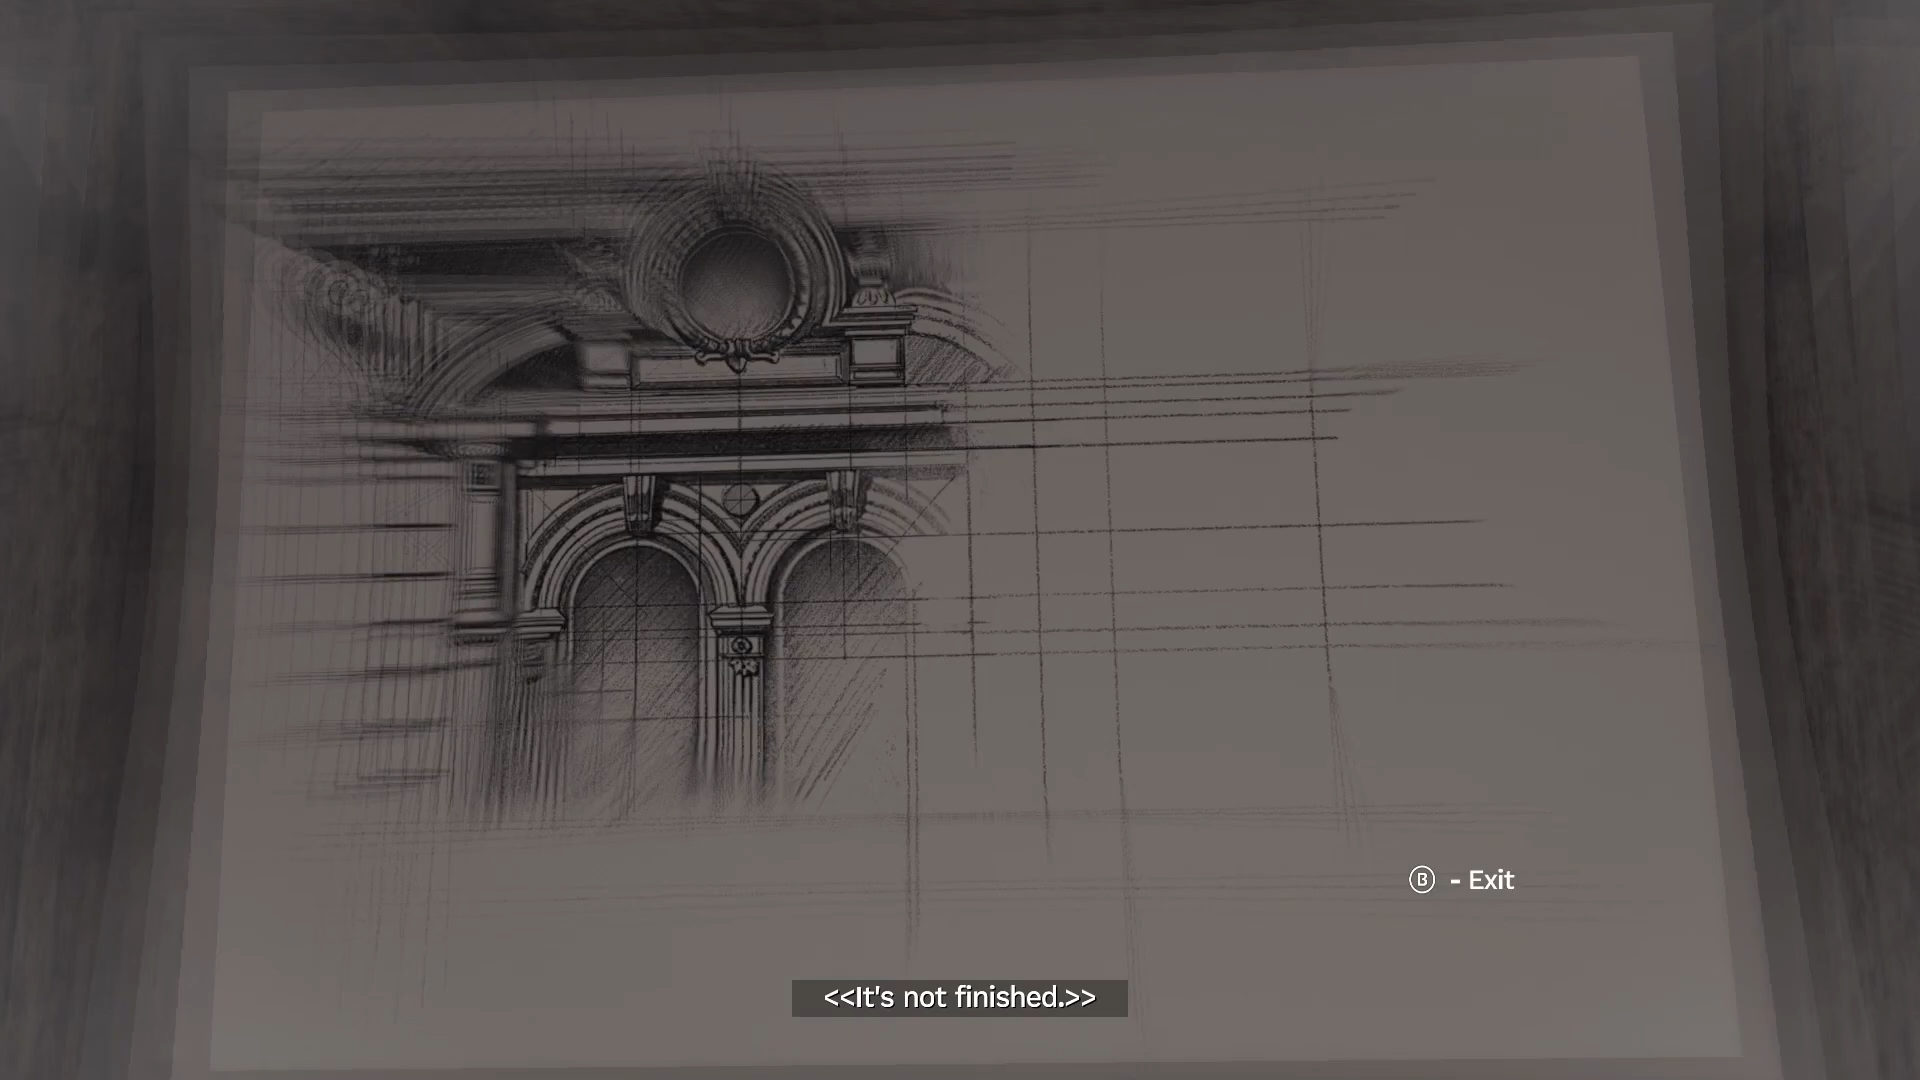 Ⓑ - Exit
<<It's not finished.>>